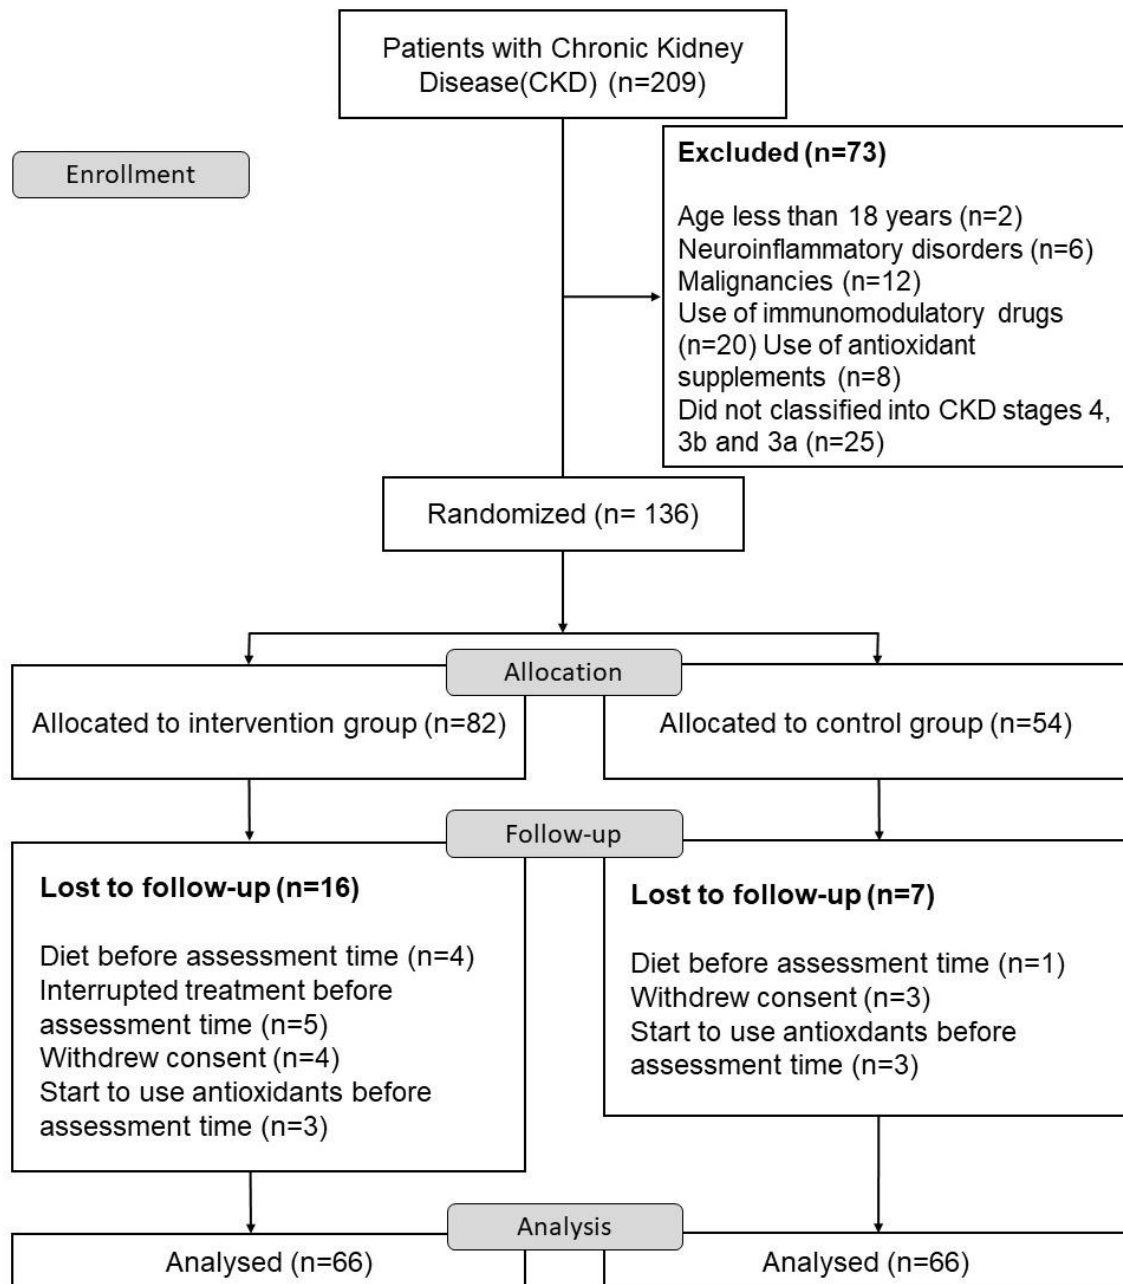 Patients with Chronic Kidney
Disease(CKD) (n=209)
Enrollment
Excluded (n=73)
Age less than 18 years (n=2)
Neuroinflammatory disorders (n=6)
Malignancies (n=12)
Use of immunomodulatory drugs
(n=20) Use of antioxidant
supplements (n=8)
Did not classified into CKD stages 4,
3b and 3a (n=25)
Randomized (n= 136)
Allocation
Allocated to intervention group (n=82)
Allocated to control group (n=54)
Follow-up
Lost to follow-up (n=16)
Diet before assessment time (n=4)
Interrupted treatment before
assessment time (n=5)
Withdrew consent (n=4)
Start to use antioxidants before
assessment time (n=3)
Lost to follow-up (n=7)
Diet before assessment time (n=1)
Withdrew consent (n=3)
Start to use antioxdants before
assessment time (n=3)
Analysis
Analysed (n=66)
Analysed (n=66)